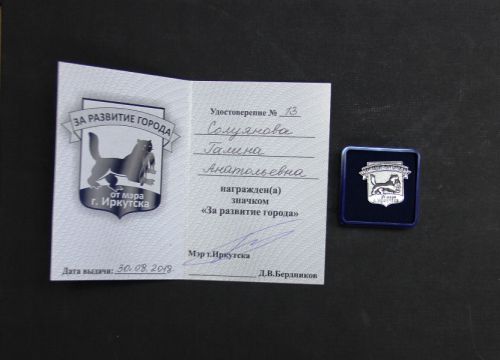 ЗА РАЗВИТИЕ ГОРОДА
от мэра
г. Иркутска
Дата выдачи: 30.08.2018
Удостоверение № 13
Солуянова
Галина
Анатольевна
награжден(а)
значком
«За развитие города»
Мэр г.Иркутска
Д.В.Бердников